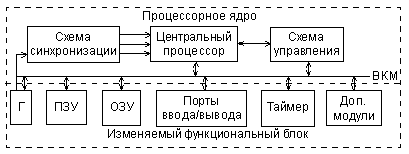 Процессорное ядро
Схема
синхронизации
Центральный
процессор
Схема
управления
ВКМ
Г
ПЗУ
ОЗУ
Порты
ввода/вывода
Таймер
Доп.
модули
Изменяемый функциональный блок